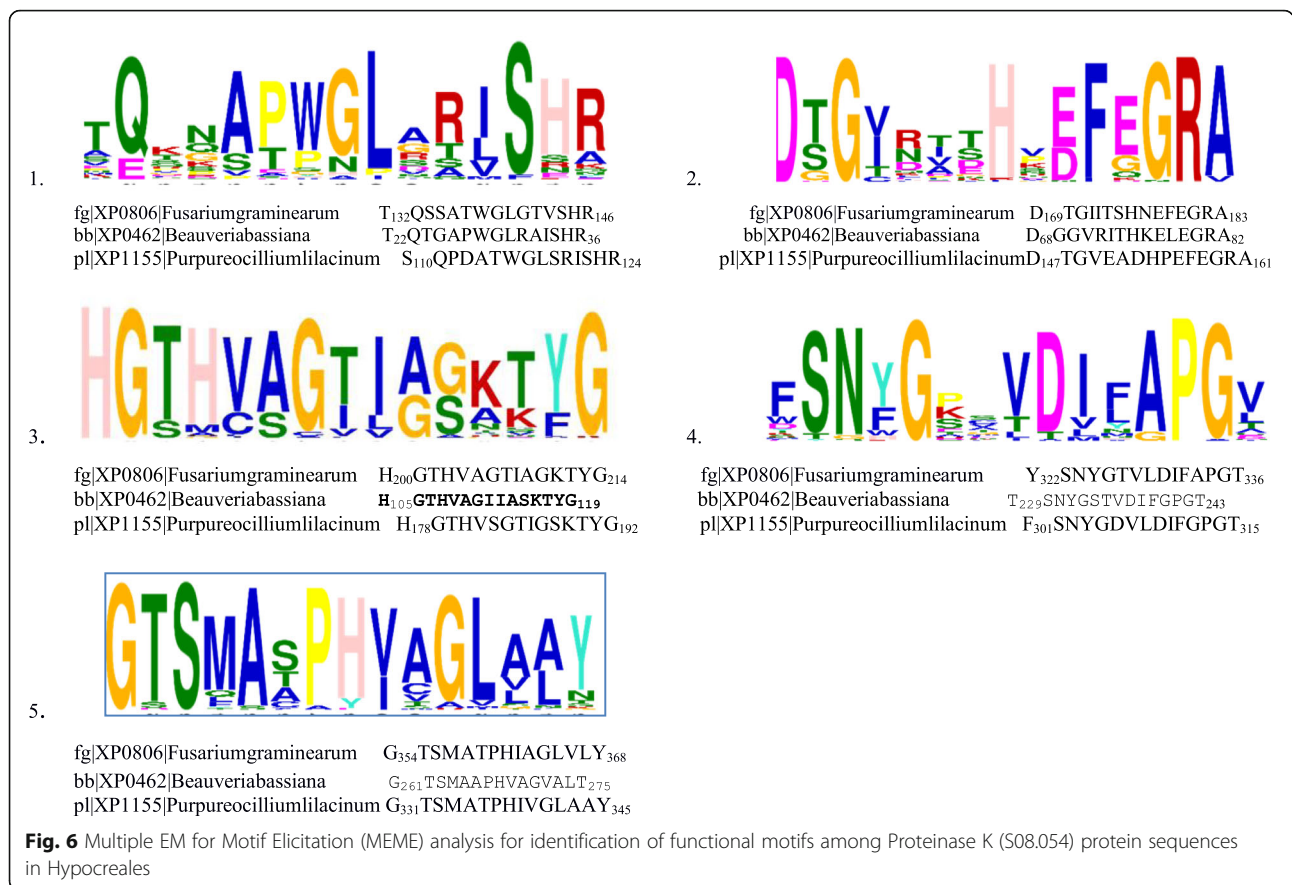 1.
fg|XP0806|Fusariumgraminearum T132QSSATWGLGTVSHR146
bb|XP0462|Beauveriabassiana T22QTGAPWGLRAISHR36
pl|XP1155|Purpureocilliumlilacinum S110QPDATWGLSRISHR124
2.
fg|XP0806|Fusariumgraminearum D169TGIITSHNEFEGRA183
bb|XP0462|Beauveriabassiana D68GGVRITHKELEGRA82
pl|XP1155|PurpureocilliumlilacinumD147TGVEADHPEFEGRA161
3.
fg|XP0806|Fusariumgraminearum H200GTHVAGTIAGKTYG214
bb|XP0462|Beauveriabassiana H105GTHVAGIIASKTYG119
pl|XP1155|Purpureocilliumlilacinum H178GTHVSGTIGSKTYG192
4.
fg|XP0806|Fusariumgraminearum Y322SNYGTVLDIFAPGT336
bb|XP0462|Beauveriabassiana T229SNYGSTVDIFGPGT243
pl|XP1155|Purpureocilliumlilacinum F301SNYGDVLDIFGPGT315
5.
fg|XP0806|Fusariumgraminearum G354TSMATPHIAGLVLY368
bb|XP0462|Beauveriabassiana G261TSMAAPHVAGVALT275
pl|XP1155|Purpureocilliumlilacinum G331TSMATPHIVGLAAY345
Fig. 6 Multiple EM for Motif Elicitation (MEME) analysis for identification of functional motifs among Proteinase K (S08.054) protein sequences
in Hypocreales